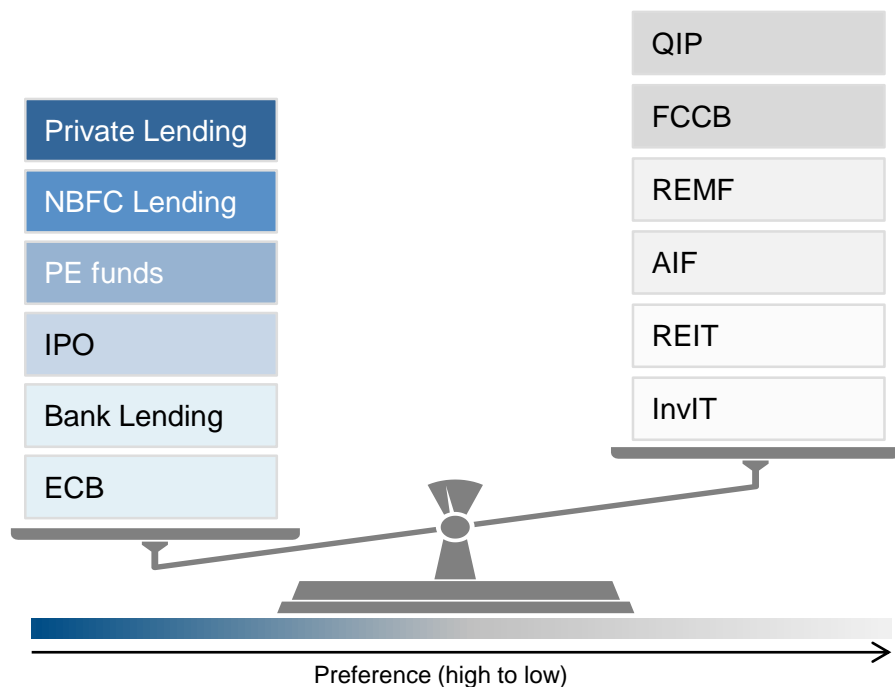 Private Lending
NBFC Lending
PE funds
IPO
Bank Lending
ECB
QIP
FCCB
REMF
AIF
REIT
InvIT
Preference (high to low)